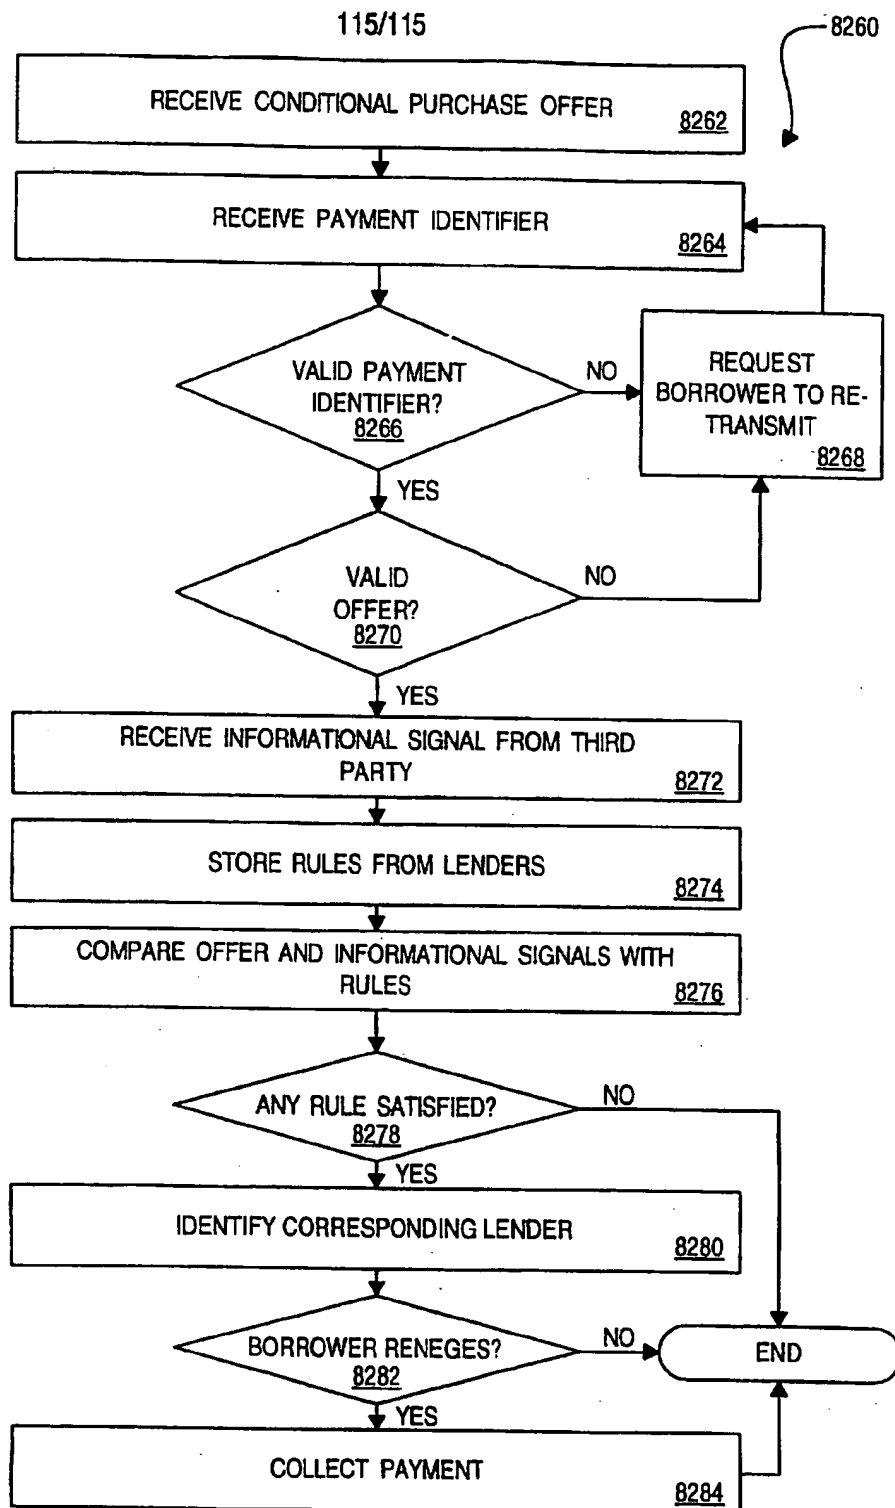 115/115
8260
RECEIVE CONDITIONAL PURCHASE OFFER
8262
RECEIVE PAYMENT IDENTIFIER
8264
VALID PAYMENT
IDENTIFIER?
8266
NO
REQUEST
BORROWER TO RE-
TRANSMIT
8268
YES
VALID
OFFER?
8270
NO
YES
RECEIVE INFORMATIONAL SIGNAL FROM THIRD
PARTY
8272
STORE RULES FROM LENDERS
8274
COMPARE OFFER AND INFORMATIONAL SIGNALS WITH
RULES
8276
ANY RULE SATISFIED?
8278
NO
YES
IDENTIFY CORRESPONDING LENDER
8280
BORROWER RENEGES?
8282
NO
END
YES
COLLECT PAYMENT
8284